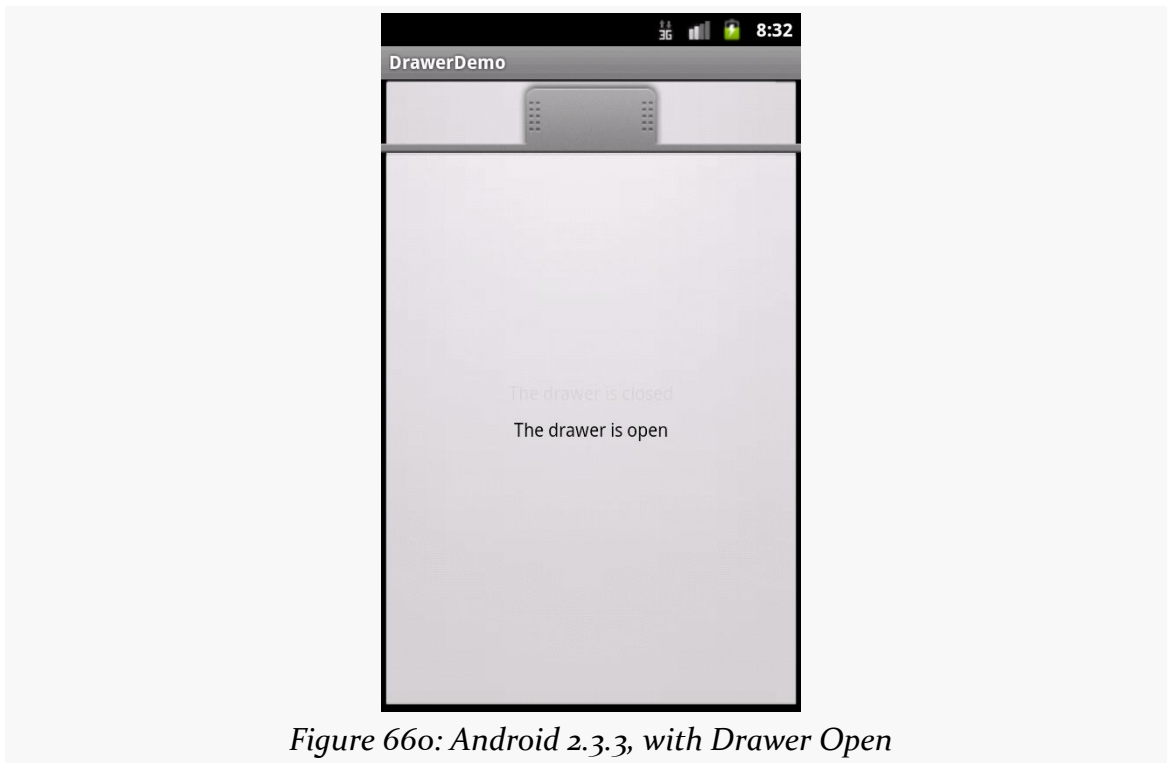 3G 8:32
DrawerDemo
The drawer is closed
The drawer is open
Figure 660: Android 2.3.3, with Drawer Open